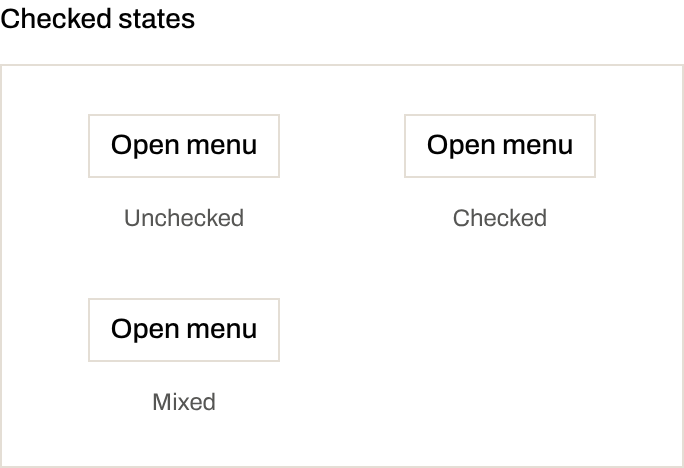 Checked states
Open menu
Open menu
Unchecked
Checked
Open menu
Mixed